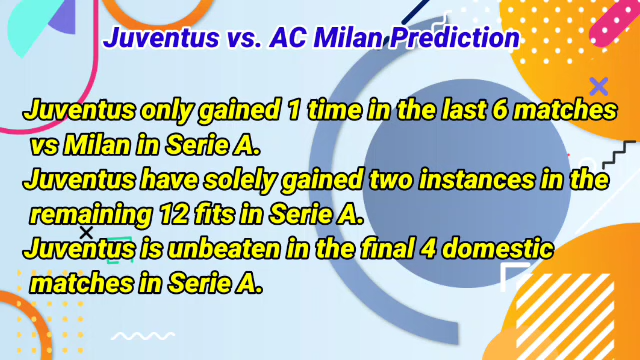 Juventus vs. AC Milan Prediction
Juventus only gained 1 time in the last 6 matches
vs Milan in Serie A.
Juventus have solely gained two instances in the
remaining 12 fits in Serie A.
Juventus is unbeaten in the final 4 domestic
matches in Serie A.